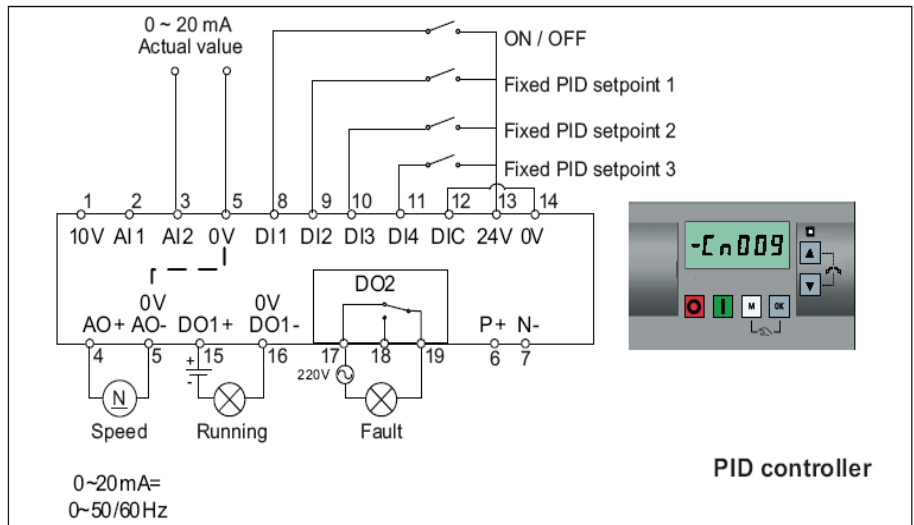 0 ~ 20 mA
Actual value
ON / OFF
Fixed PID setpoint 1
Fixed PID setpoint 2
Fixed PID setpoint 3
1 2 3 5 8 9 10 11 12 13 14
10V AI1 AI2 0V DI1 DI2 DI3 DI4 DIC 24V 0V
-Cn009
M OK
DO2
0V 0V
AO+ AO- DO1+ DO1- P+ N-
4 5 15 16 17 18 19 6 7
+
-
220V
N
Speed Running Fault
PID controller
0~20mA=
0~50/60Hz